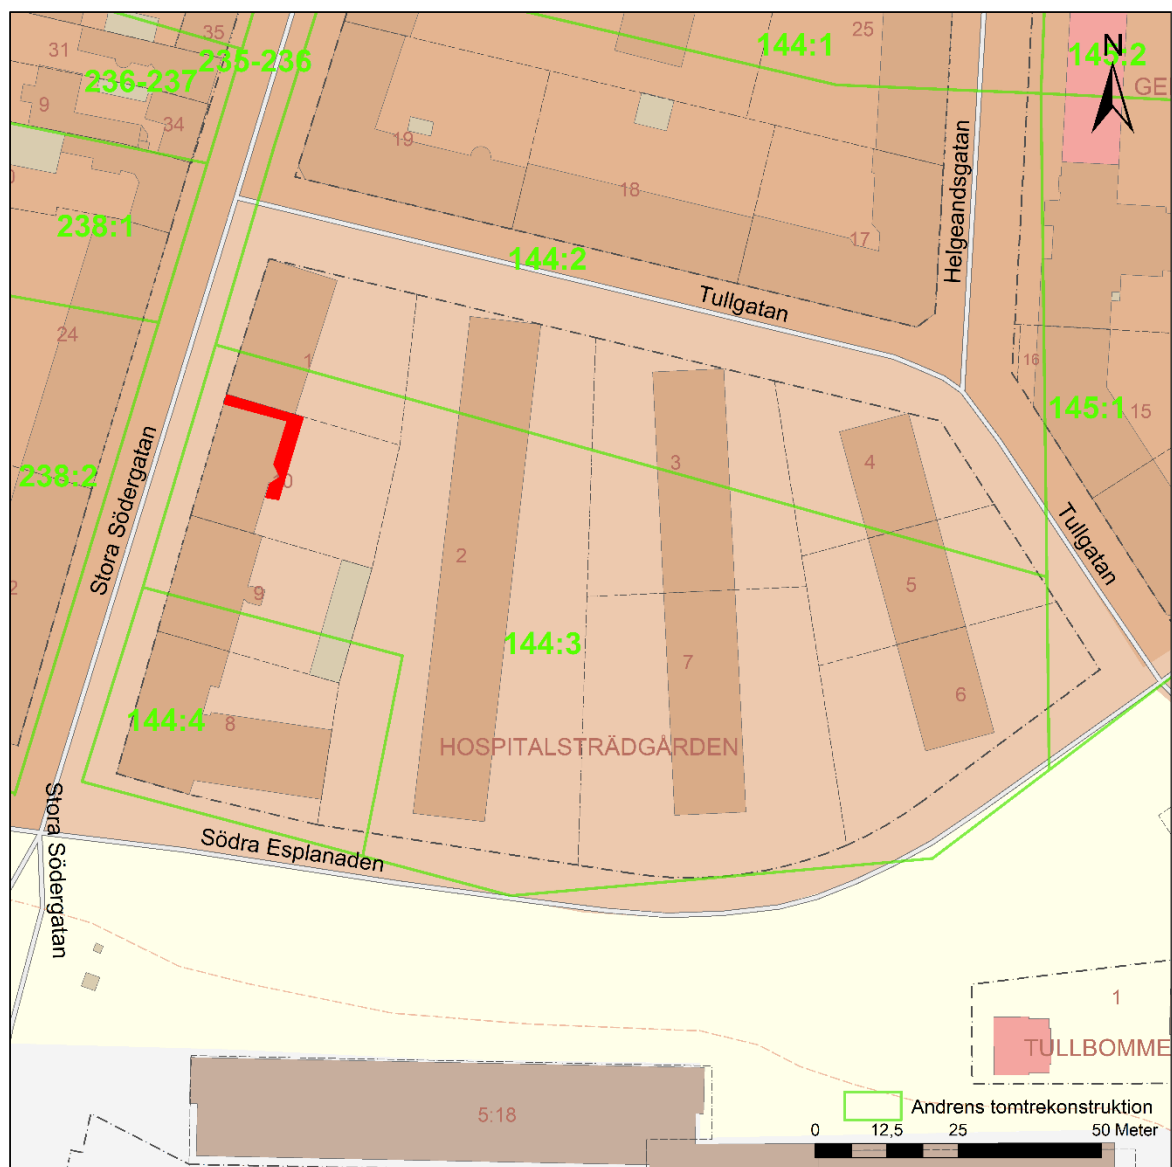 31
35
236-237
235-236
9
34
238:1
24
238:2
144:1
25
145:2
N
GE
19
18
17
Helgeandsgatan
144:2
Tullgatan
16
145:1
15
Stora Södergatan
1
10
2
3
4
5
6
7
9
8
144:3
144:4
HOSPITALSTRÄDGÅRDEN
Tullgatan
Södra Esplanaden
Stora Södergatan
1
TULLBOMME
5:18
Andrens tomtrekonstruktion
0 12,5 25 50 Meter